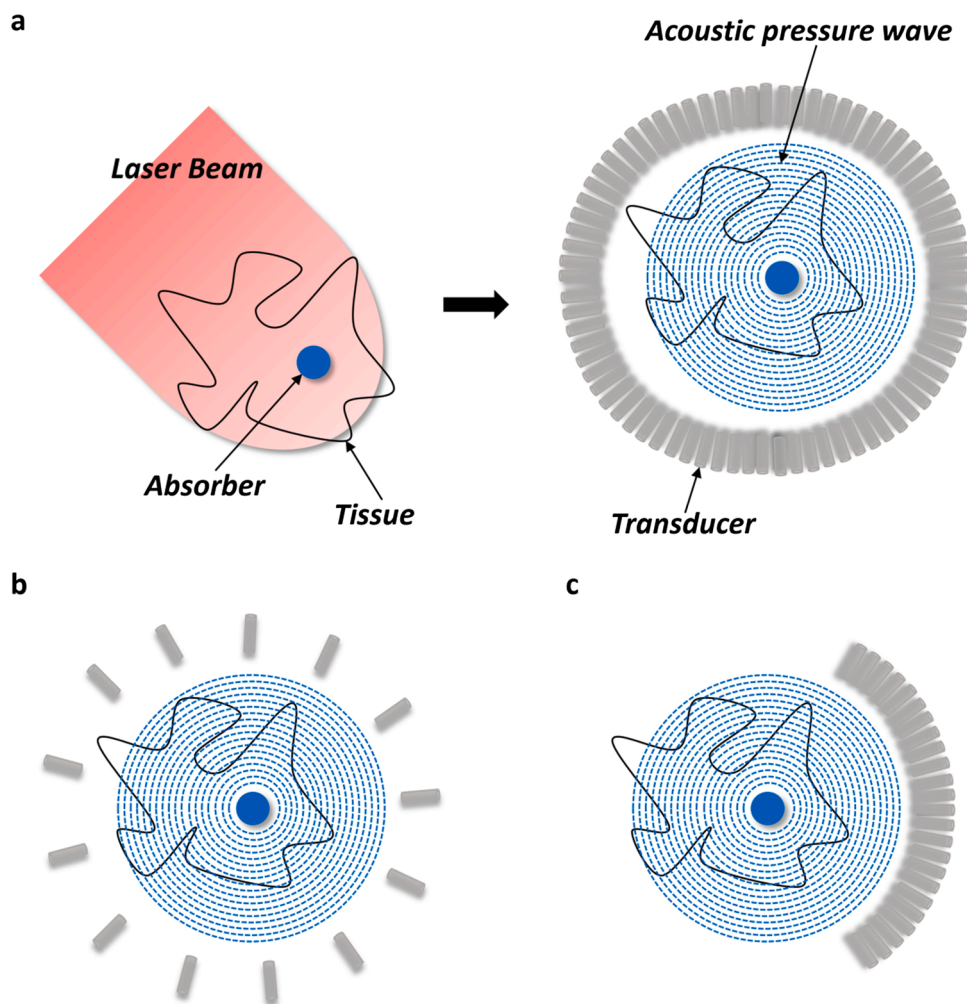 a
Acoustic pressure wave
Laser Beam
Absorber
Tissue
Transducer
b
c